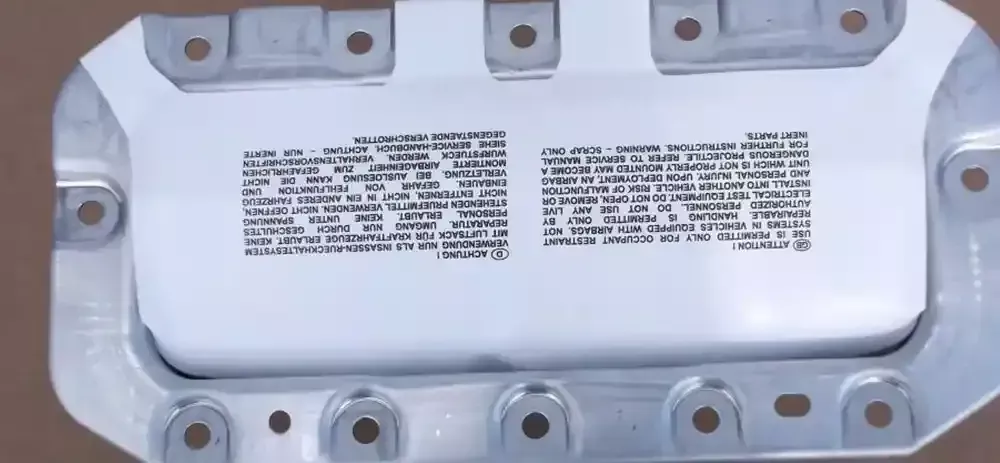 GB ATTENTION !
USE IS PERMITTED ONLY FOR OCCUPANT RESTRAINT
SYSTEMS IN VEHICLES EQUIPPED WITH AIRBAGS. NOT
REPARABLE. HANDLING IS PERMITTED ONLY BY
AUTHORIZED PERSONNEL. DO NOT USE ANY LIVE
ELECTRICAL TEST EQUIPMENT. DO NOT OPEN, REMOVE OR
INSTALL INTO ANOTHER VEHICLE. RISK OF MALFUNCTION
AND PERSONAL INJURY. UPON DEPLOYMENT, AN AIRBAG
UNIT WHICH IS NOT PROPERLY MOUNTED MAY BECOME A
DANGEROUS PROJECTILE. REFER TO SERVICE MANUAL
FOR FURTHER INSTRUCTIONS. WARNING - SCRAP ONLY
INERT PARTS.
D ACHTUNG !
VERWENDUNG NUR ALS INSASSEN-RUECKHALTESYSTEM
MIT LUFTSACK FÜR KRAFTFAHRZEUGE ERLAUBT. KEINE
REPARATUR. UMGANG NUR DURCH GESCHULTES
PERSONAL ERLAUBT. KEINE UNTER SPANNUNG
STEHENDEN PRUEFMITTEL VERWENDEN. NICHT OEFFNEN,
NICHT ENTFERNEN, NICHT IN EIN ANDERES FAHRZEUG
EINBAUEN. GEFAHR VON FEHLFUNKTION UND
VERLETZUNG. BEI AUSLOESUNG KANN DIE NICHT
MONTIERTE AIRBAGEINHEIT ZUM GEFAEHRLICHEN
WURFSTUECK WERDEN. VERHALTENSVORSCHRIFTEN
SIEHE SERVICE-HANDBUCH. ACHTUNG - NUR INERTE
GEGENSTAENDE VERSCHROTTEN.